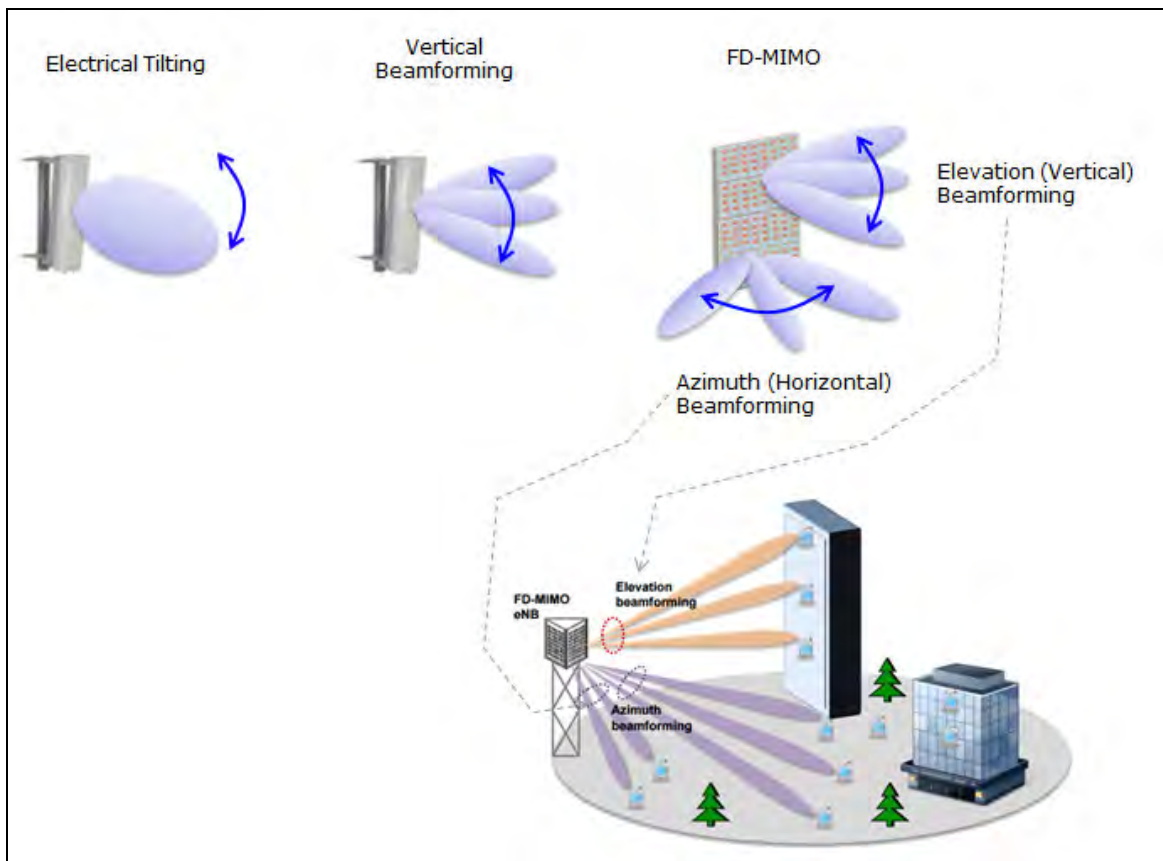 Electrical Tilting
Vertical
Beamforming
FD-MIMO
Elevation (Vertical)
Beamforming
Azimuth (Horizontal)
Beamforming
FD-MIMO
eNB
Elevation
beamforming
Azimuth
beamforming